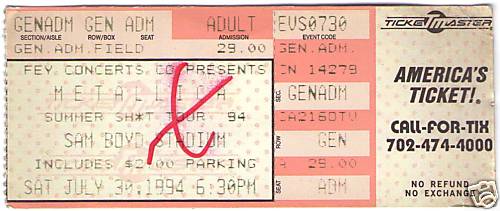 GENADM GEN ADM ADULT EVS0730
SECTION/AISLE ROW/BOX SEAT ADMISSION EVENT CODE
GEN.ADM.FIELD 29.00 GEN.ADM.
FEY CONCERTS CO PRESENTS IN 14279
METALLICA GENADM
SUMMER SH*T TOUR '94 IA2160TV
SAM BOYD STADIUM GEN
INCLUDES $2.00 PARKING A 29.00
SAT JULY 30,1994 6:30PM ADM
TICKETMASTER
AMERICA'S
TICKET!®
CALL-FOR-TIX
702-474-4000
NO REFUND
NO EXCHANGE